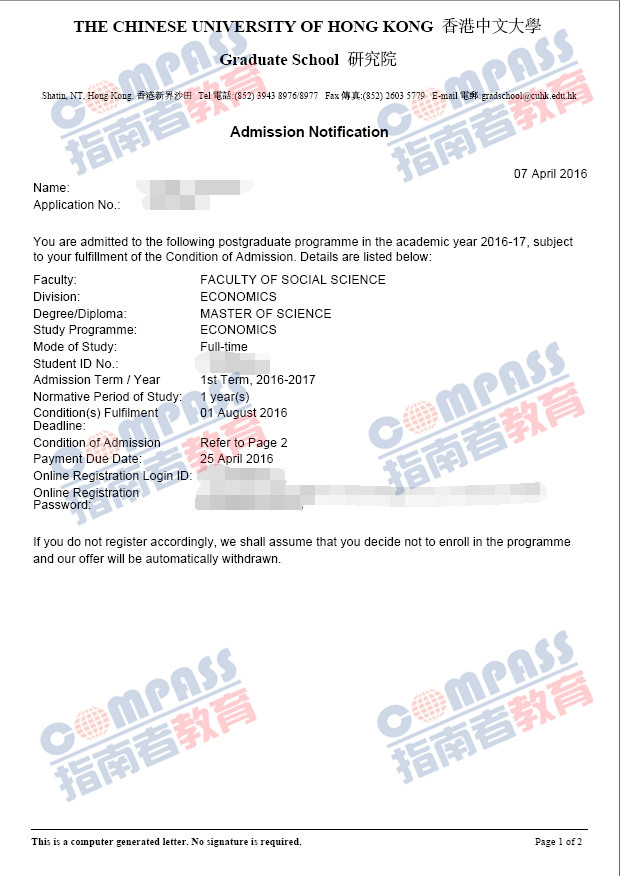 THE CHINESE UNIVERSITY OF HONG KONG 香港中文大學
Graduate School 研究院
Shatin, NT, Hong Kong. 香港新界沙田 Tel 電話:(852) 3943 8976/8977 Fax 傳真:(852) 2603 5779 E-mail 電郵:gradschool@cuhk.edu.hk
COMPASS
指南者教育
COMPASS
指南者教育
Admission Notification
07 April 2016
Name:
Application No.:
You are admitted to the following postgraduate programme in the academic year 2016-17, subject
to your fulfillment of the Condition of Admission. Details are listed below:
Faculty: FACULTY OF SOCIAL SCIENCE
Division: ECONOMICS
Degree/Diploma: MASTER OF SCIENCE
Study Programme: ECONOMICS
Mode of Study: Full-time
Student ID No.:
Admission Term / Year 1st Term, 2016-2017
Normative Period of Study: 1 year(s)
Condition(s) Fulfilment 01 August 2016
Deadline:
Condition of Admission Refer to Page 2
Payment Due Date: 25 April 2016
Online Registration Login ID:
Online Registration
Password:
COMPASS
指南者教育
COMPASS
指南者教育
If you do not register accordingly, we shall assume that you decide not to enroll in the programme
and our offer will be automatically withdrawn.
COMPASS
指南者教育
COMPASS
指南者教育
This is a computer generated letter. No signature is required. Page 1 of 2